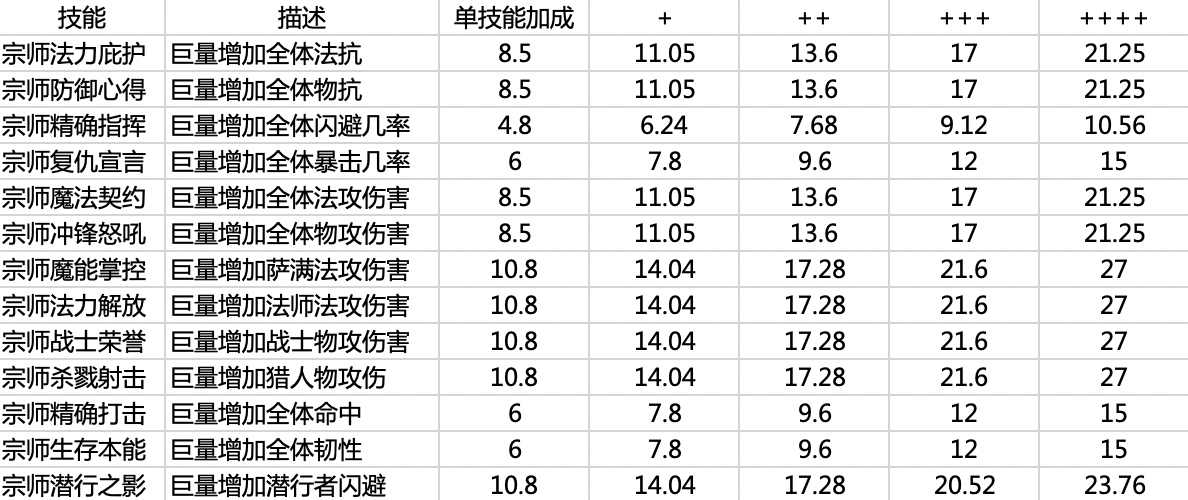 技能 描述 单技能加成 + ++ +++ ++++
宗师法力庇护 巨量增加全体法抗 8.5 11.05 13.6 17 21.25
宗师防御心得 巨量增加全体物抗 8.5 11.05 13.6 17 21.25
宗师精确指挥 巨量增加全体闪避几率 4.8 6.24 7.68 9.12 10.56
宗师复仇宣言 巨量增加全体暴击几率 6 7.8 9.6 12 15
宗师魔法契约 巨量增加全体法攻伤害 8.5 11.05 13.6 17 21.25
宗师冲锋怒吼 巨量增加全体物攻伤害 8.5 11.05 13.6 17 21.25
宗师魔能掌控 巨量增加萨满法攻伤害 10.8 14.04 17.28 21.6 27
宗师法力解放 巨量增加法师法攻伤害 10.8 14.04 17.28 21.6 27
宗师战士荣誉 巨量增加战士物攻伤害 10.8 14.04 17.28 21.6 27
宗师杀戮射击 巨量增加猎人物攻伤 10.8 14.04 17.28 21.6 27
宗师精确打击 巨量增加全体命中 6 7.8 9.6 12 15
宗师生存本能 巨量增加全体韧性 6 7.8 9.6 12 15
宗师潜行之影 巨量增加潜行者闪避 10.8 14.04 17.28 20.52 23.76